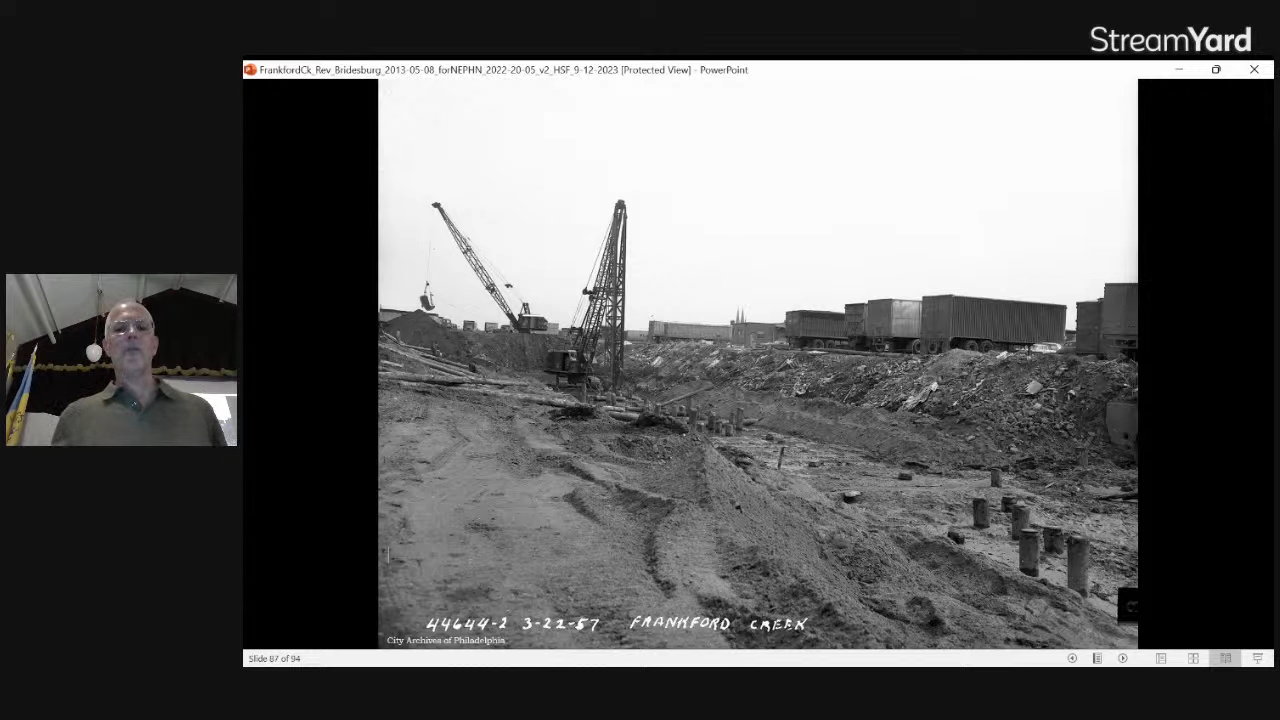 StreamYard
FrankfordCk_Rev_Bridesburg_2013-05-08_forNEPHN_2022-20-05_v2_HSF_9-12-2023 [Protected View] - PowerPoint
44644-2 3-22-57 FRANKFORD CREEK
City Archives of Philadelphia
Slide 87 of 94